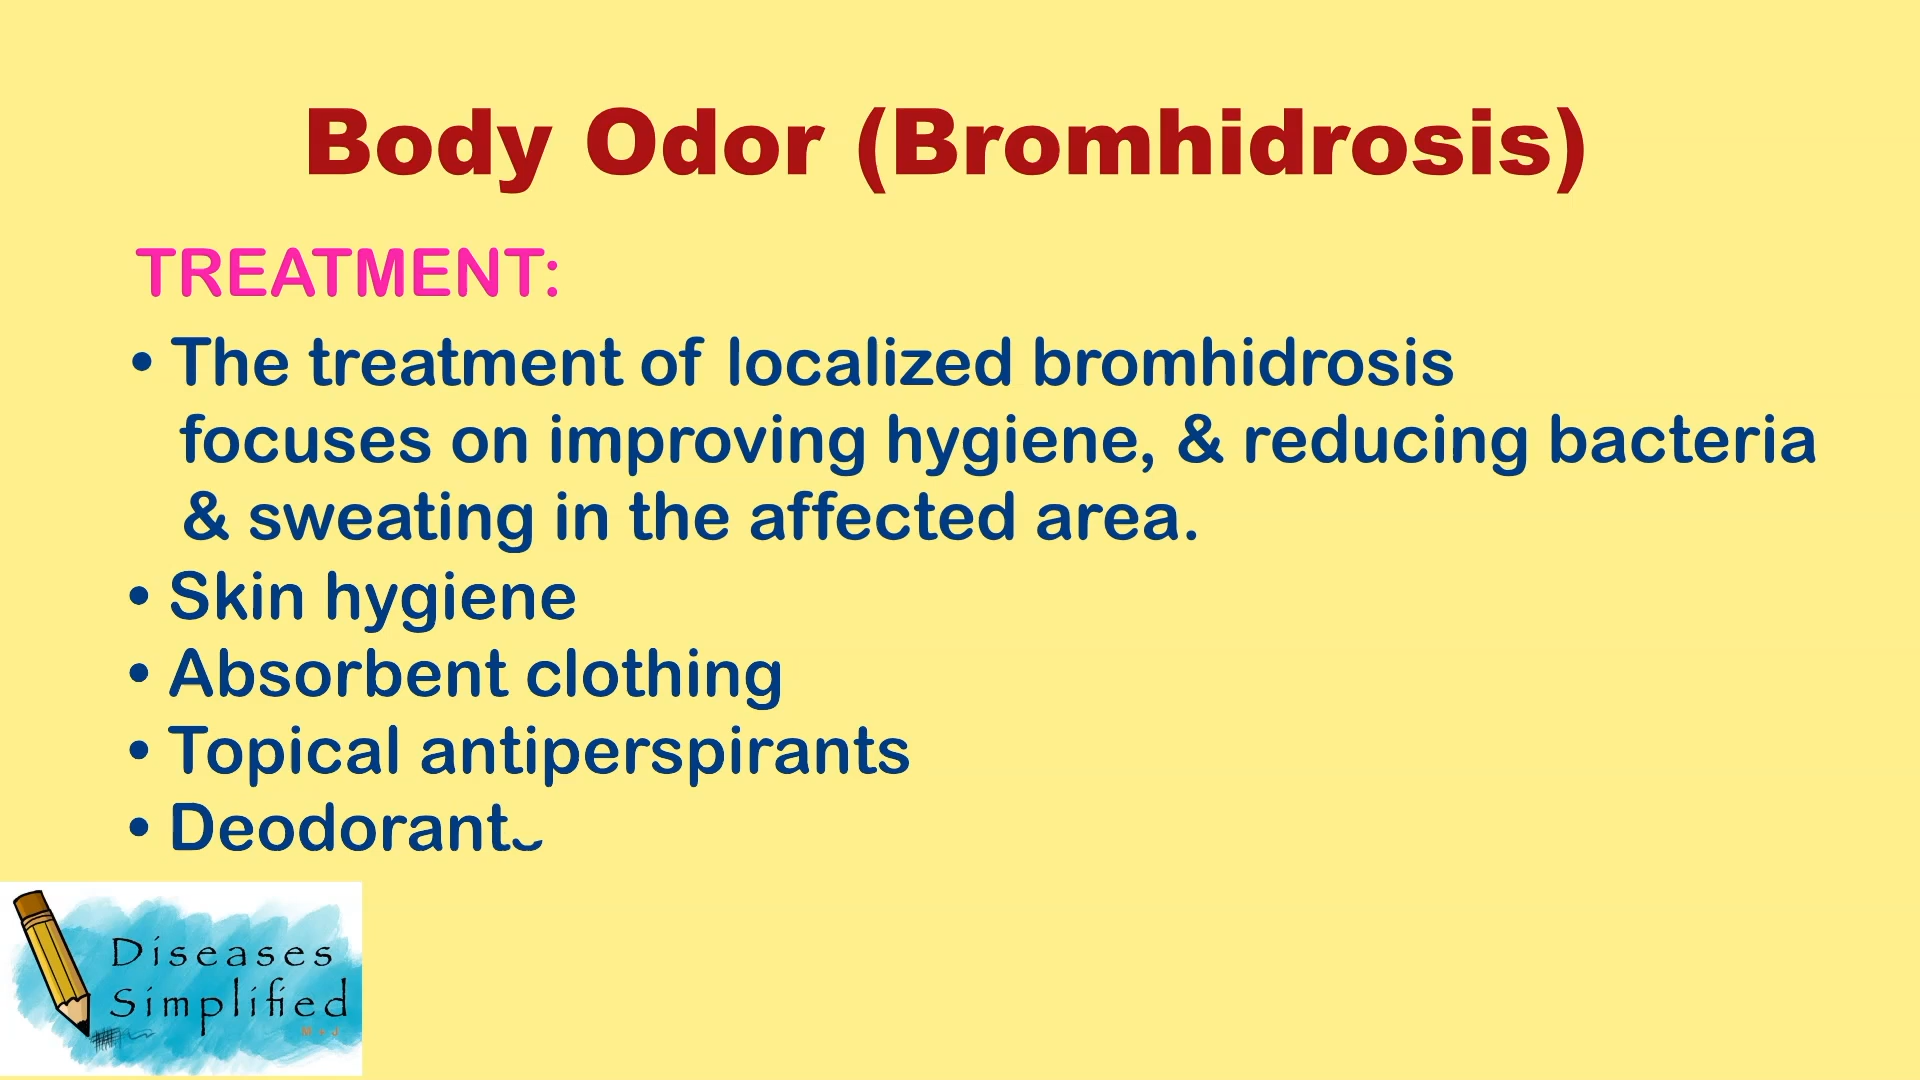 Body Odor (Bromhidrosis)
TREATMENT:
• The treatment of localized bromhidrosis
focuses on improving hygiene, & reducing bacteria
& sweating in the affected area.
• Skin hygiene
• Absorbent clothing
• Topical antiperspirants
• Deodorant
Diseases
Simplified